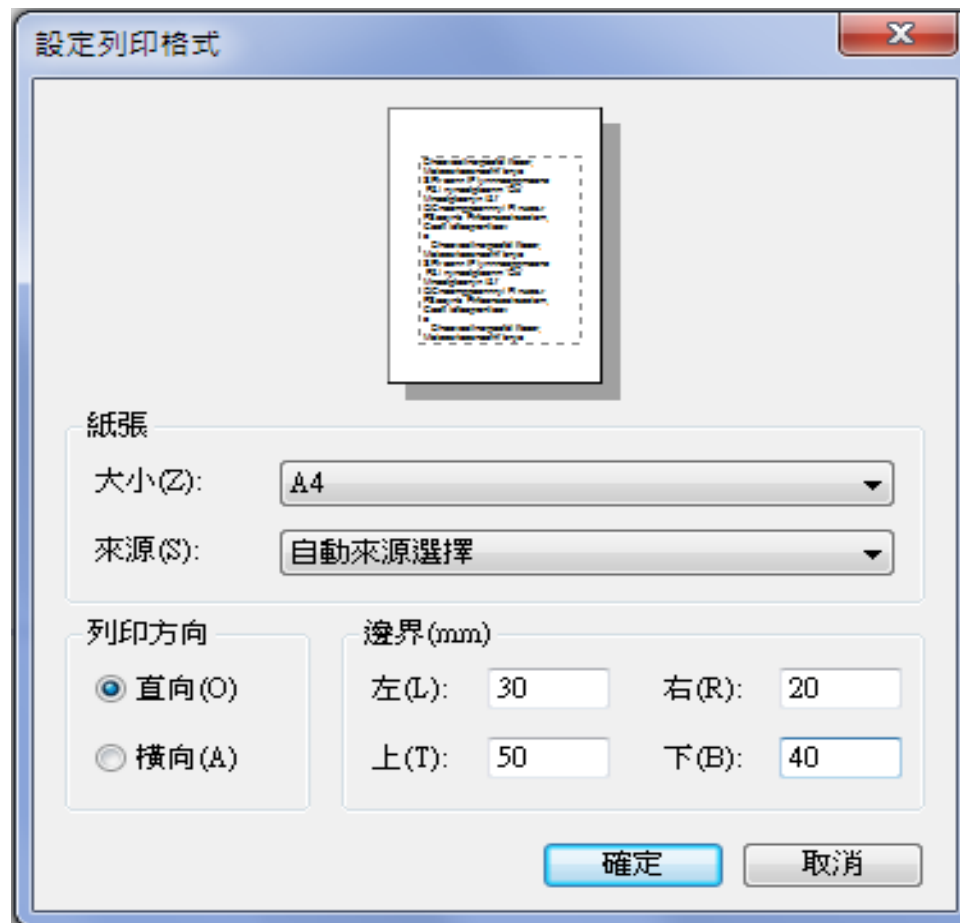 設定列印格式
紙張
大小(Z): A4
來源(S): 自動來源選擇
列印方向
直向(O)
橫向(A)
邊界(mm)
左(L): 30 右(R): 20
上(T): 50 下(B): 40
確定 取消